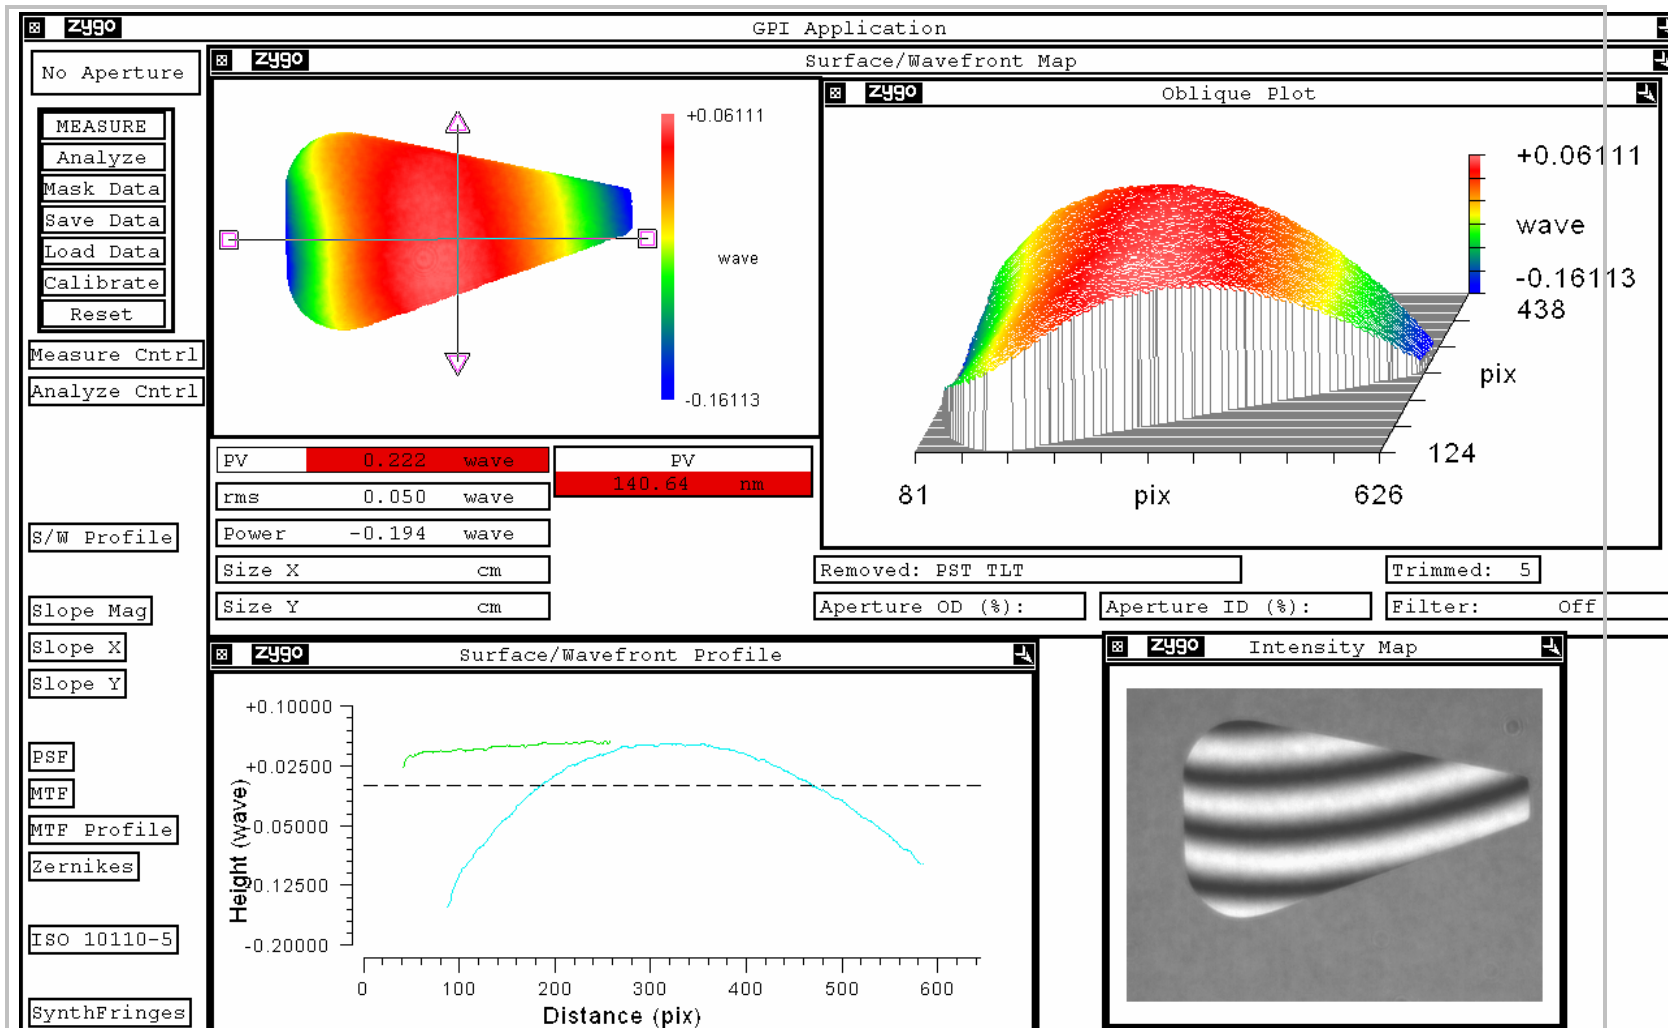 zygo GPI Application
No Aperture
MEASURE
Analyze
Mask Data
Save Data
Load Data
Calibrate
Reset
Measure Cntrl
Analyze Cntrl
S/W Profile
Slope Mag
Slope X
Slope Y
PSF
MTF
MTF Profile
Zernikes
ISO 10110-5
SynthFringes
zygo Surface/Wavefront Map
+0.06111
wave
-0.16113
zygo Oblique Plot
+0.06111
wave
-0.16113
438
pix
124
81 pix 626
PV 0.222 wave
rms 0.050 wave
Power -0.194 wave
Size X cm
Size Y cm
PV
140.64 nm
Removed: PST TLT
Trimmed: 5
Aperture OD (%):
Aperture ID (%):
Filter: Off
zygo Surface/Wavefront Profile
+0.10000
+0.02500
-0.05000
-0.12500
-0.20000
Height (wave)
0 100 200 300 400 500 600
Distance (pix)
zygo Intensity Map